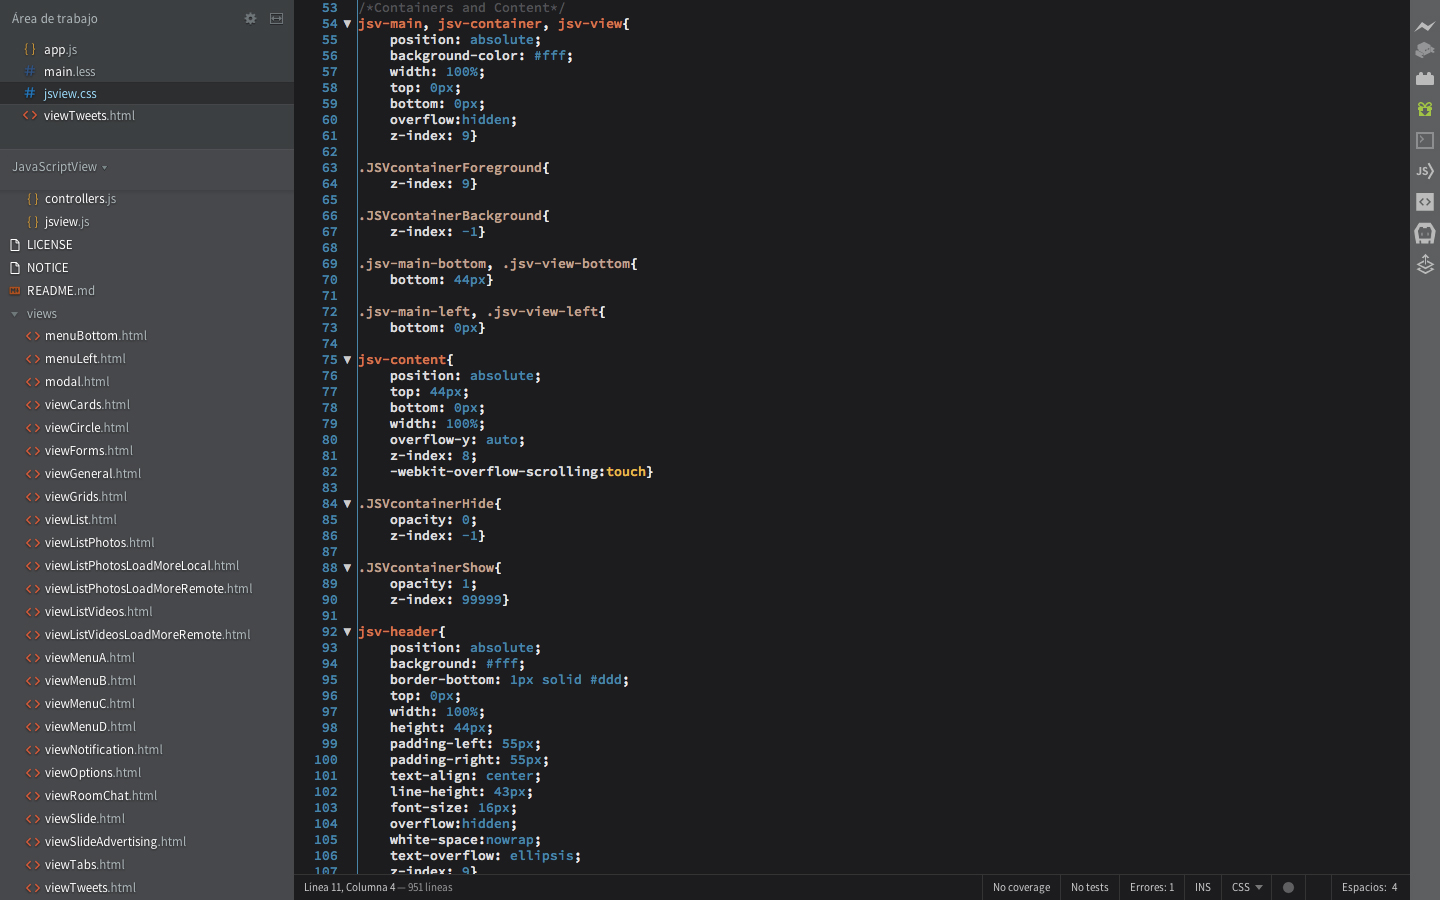 Área de trabajo
app.js
main.less
jsview.css
viewTweets.html
JavaScriptView
controllers.js
jsview.js
LICENSE
NOTICE
README.md
views
menuBottom.html
menuLeft.html
modal.html
viewCards.html
viewCircle.html
viewForms.html
viewGeneral.html
viewGrids.html
viewList.html
viewListPhotos.html
viewListPhotosLoadMoreLocal.html
viewListPhotosLoadMoreRemote.html
viewListVideos.html
viewListVideosLoadMoreRemote.html
viewMenuA.html
viewMenuB.html
viewMenuC.html
viewMenuD.html
viewNotification.html
viewOptions.html
viewRoomChat.html
viewSlide.html
viewSlideAdvertising.html
viewTabs.html
viewTweets.html
53 /*Containers and Content*/
54 jsv-main, jsv-container, jsv-view{
55 position: absolute;
56 background-color: #fff;
57 width: 100%;
58 top: 0px;
59 bottom: 0px;
60 overflow:hidden;
61 z-index: 9}
62
63 .JSVcontainerForeground{
64 z-index: 9}
65
66 .JSVcontainerBackground{
67 z-index: -1}
68
69 .jsv-main-bottom, .jsv-view-bottom{
70 bottom: 44px}
71
72 .jsv-main-left, .jsv-view-left{
73 bottom: 0px}
74
75 jsv-content{
76 position: absolute;
77 top: 44px;
78 bottom: 0px;
79 width: 100%;
80 overflow-y: auto;
81 z-index: 8;
82 -webkit-overflow-scrolling:touch}
83
84 .JSVcontainerHide{
85 opacity: 0;
86 z-index: -1}
87
88 .JSVcontainerShow{
89 opacity: 1;
90 z-index: 99999}
91
92 jsv-header{
93 position: absolute;
94 background: #fff;
95 border-bottom: 1px solid #ddd;
96 top: 0px;
97 width: 100%;
98 height: 44px;
99 padding-left: 55px;
100 padding-right: 55px;
101 text-align: center;
102 line-height: 43px;
103 font-size: 16px;
104 overflow:hidden;
105 white-space:nowrap;
106 text-overflow: ellipsis;
107 z-index: 9}
Línea 11, Columna 4 — 951 líneas
No coverage
No tests
Errores: 1
INS
CSS
Espacios: 4
JS